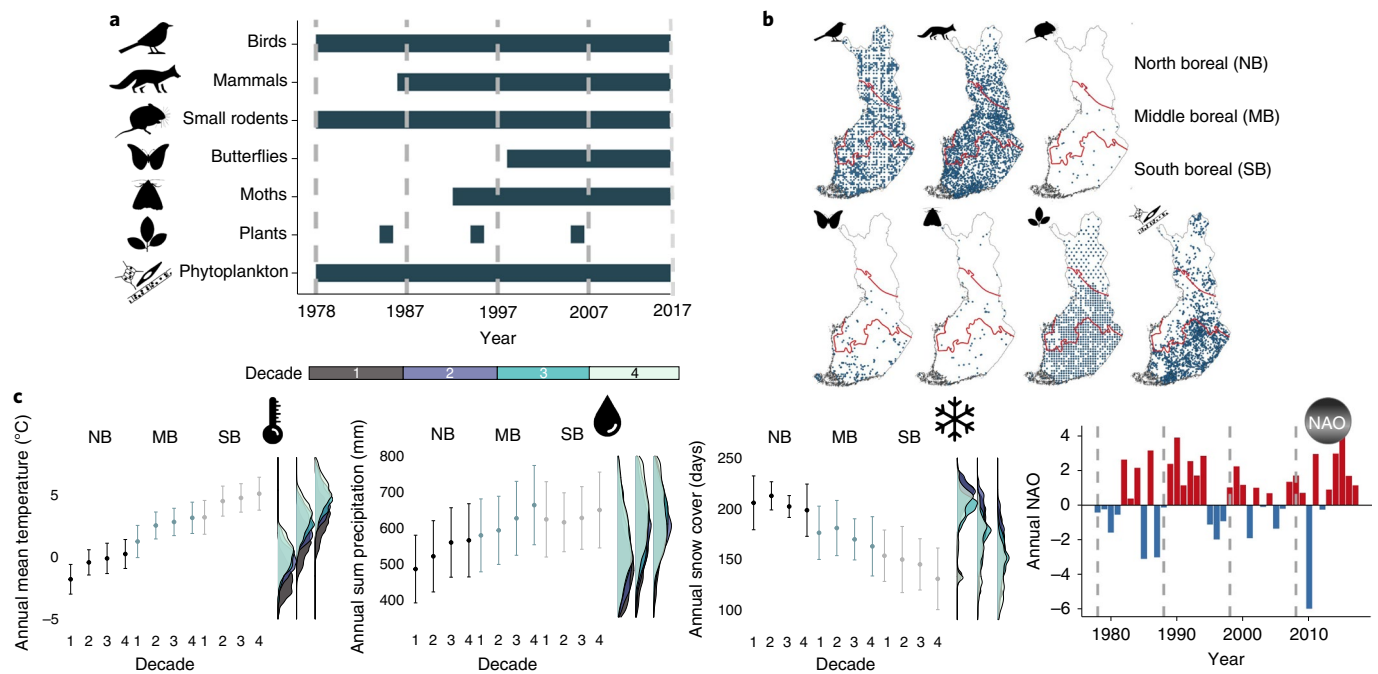 a
Birds
Mammals
Small rodents
Butterflies
Moths
Plants
Phytoplankton
1978 1987 1997 2007 2017
Year
b
North boreal (NB)
Middle boreal (MB)
South boreal (SB)
Decade 1 2 3 4
c
Annual mean temperature (°C)
NB MB SB
5
0
–5
1 2 3 4 1 2 3 4 1 2 3 4
Decade
Annual sum precipitation (mm)
NB MB SB
800
700
600
500
400
1 2 3 4 1 2 3 4 1 2 3 4
Decade
Annual snow cover (days)
NB MB SB
250
200
150
100
1 2 3 4 1 2 3 4 1 2 3 4
Decade
NAO
Annual NAO
4
2
0
–2
–4
–6
1980 1990 2000 2010
Year